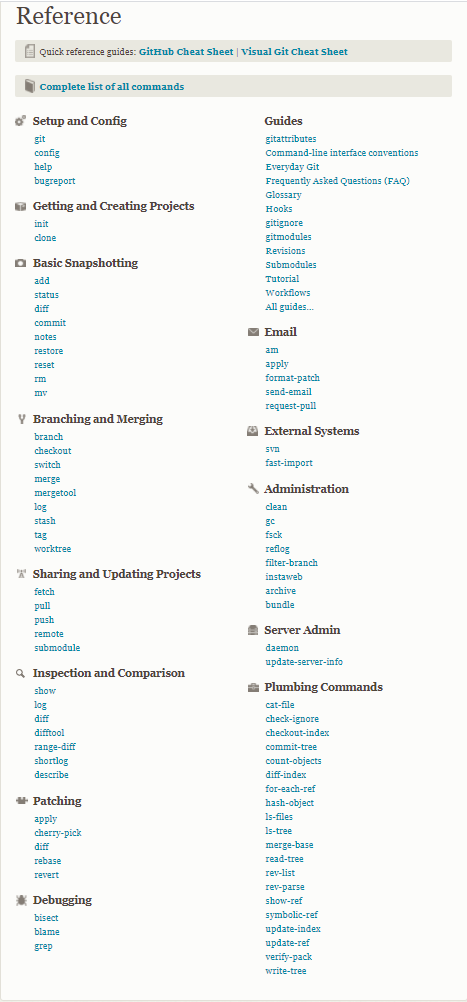 Reference
Quick reference guides: GitHub Cheat Sheet | Visual Git Cheat Sheet
Complete list of all commands
Setup and Config
git
config
help
bugreport
Getting and Creating Projects
init
clone
Basic Snapshotting
add
status
diff
commit
notes
restore
reset
rm
mv
Branching and Merging
branch
checkout
switch
merge
mergetool
log
stash
tag
worktree
Sharing and Updating Projects
fetch
pull
push
remote
submodule
Inspection and Comparison
show
log
diff
difftool
range-diff
shortlog
describe
Patching
apply
cherry-pick
diff
rebase
revert
Debugging
bisect
blame
grep
Guides
gitattributes
Command-line interface conventions
Everyday Git
Frequently Asked Questions (FAQ)
Glossary
Hooks
gitignore
gitmodules
Revisions
Submodules
Tutorial
Workflows
All guides...
Email
am
apply
format-patch
send-email
request-pull
External Systems
svn
fast-import
Administration
clean
gc
fsck
reflog
filter-branch
instaweb
archive
bundle
Server Admin
daemon
update-server-info
Plumbing Commands
cat-file
check-ignore
checkout-index
commit-tree
count-objects
diff-index
for-each-ref
hash-object
ls-files
ls-tree
merge-base
read-tree
rev-list
rev-parse
show-ref
symbolic-ref
update-index
update-ref
verify-pack
write-tree